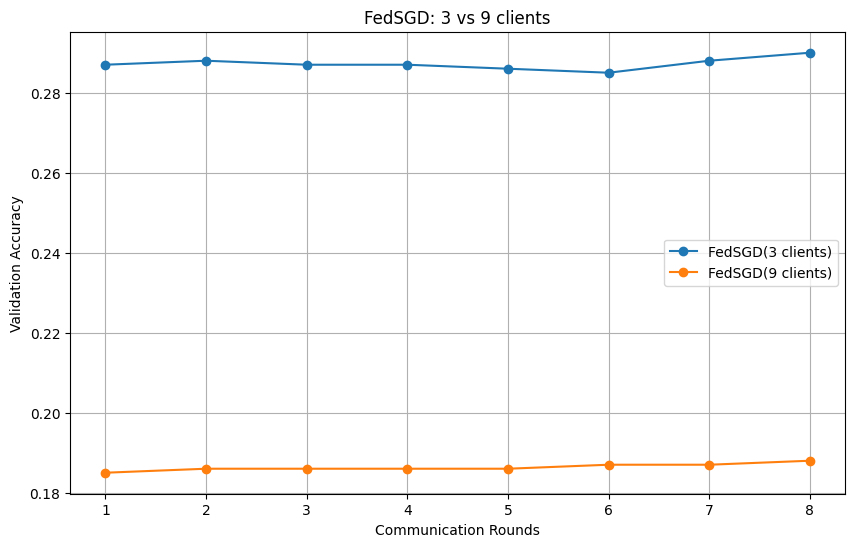 FedSGD: 3 vs 9 clients
Validation Accuracy
0.28
0.26
0.24
0.22
0.20
0.18
FedSGD(3 clients)
FedSGD(9 clients)
1 2 3 4 5 6 7 8
Communication Rounds